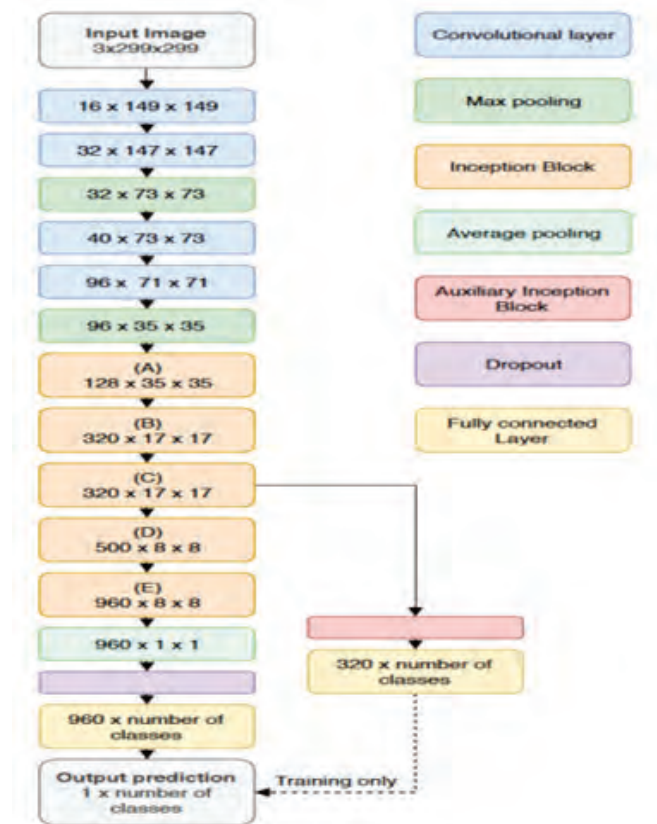 Input Image
3x299x299
16 x 149 x 149
32 x 147 x 147
32 x 73 x 73
40 x 73 x 73
96 x 71 x 71
96 x 35 x 35
(A)
128 x 35 x 35
(B)
320 x 17 x 17
(C)
320 x 17 x 17
(D)
500 x 8 x 8
(E)
960 x 8 x 8
960 x 1 x 1
960 x number of
classes
Output prediction
1 x number of
classes
320 x number of
classes
Training only
Convolutional layer
Max pooling
Inception Block
Average pooling
Auxiliary Inception
Block
Dropout
Fully connected
Layer